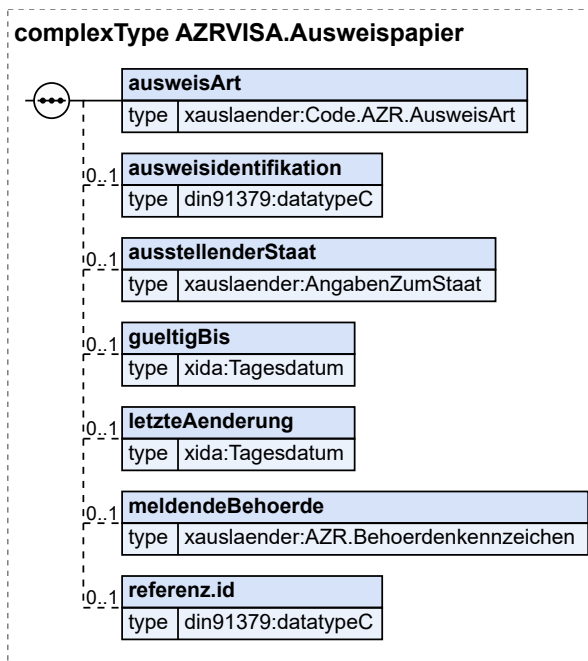 complexType AZRVISA.Ausweispapier
ausweisArt
type xauslaender:Code.AZR.AusweisArt
0..1 ausweisidentifikation
type din91379:datatypeC
0..1 ausstellenderStaat
type xauslaender:AngabenZumStaat
0..1 gueltigBis
type xida:Tagesdatum
0..1 letzteAenderung
type xida:Tagesdatum
0..1 meldendeBehoerde
type xauslaender:AZR.Behoerdenkennzeichen
0..1 referenz.id
type din91379:datatypeC